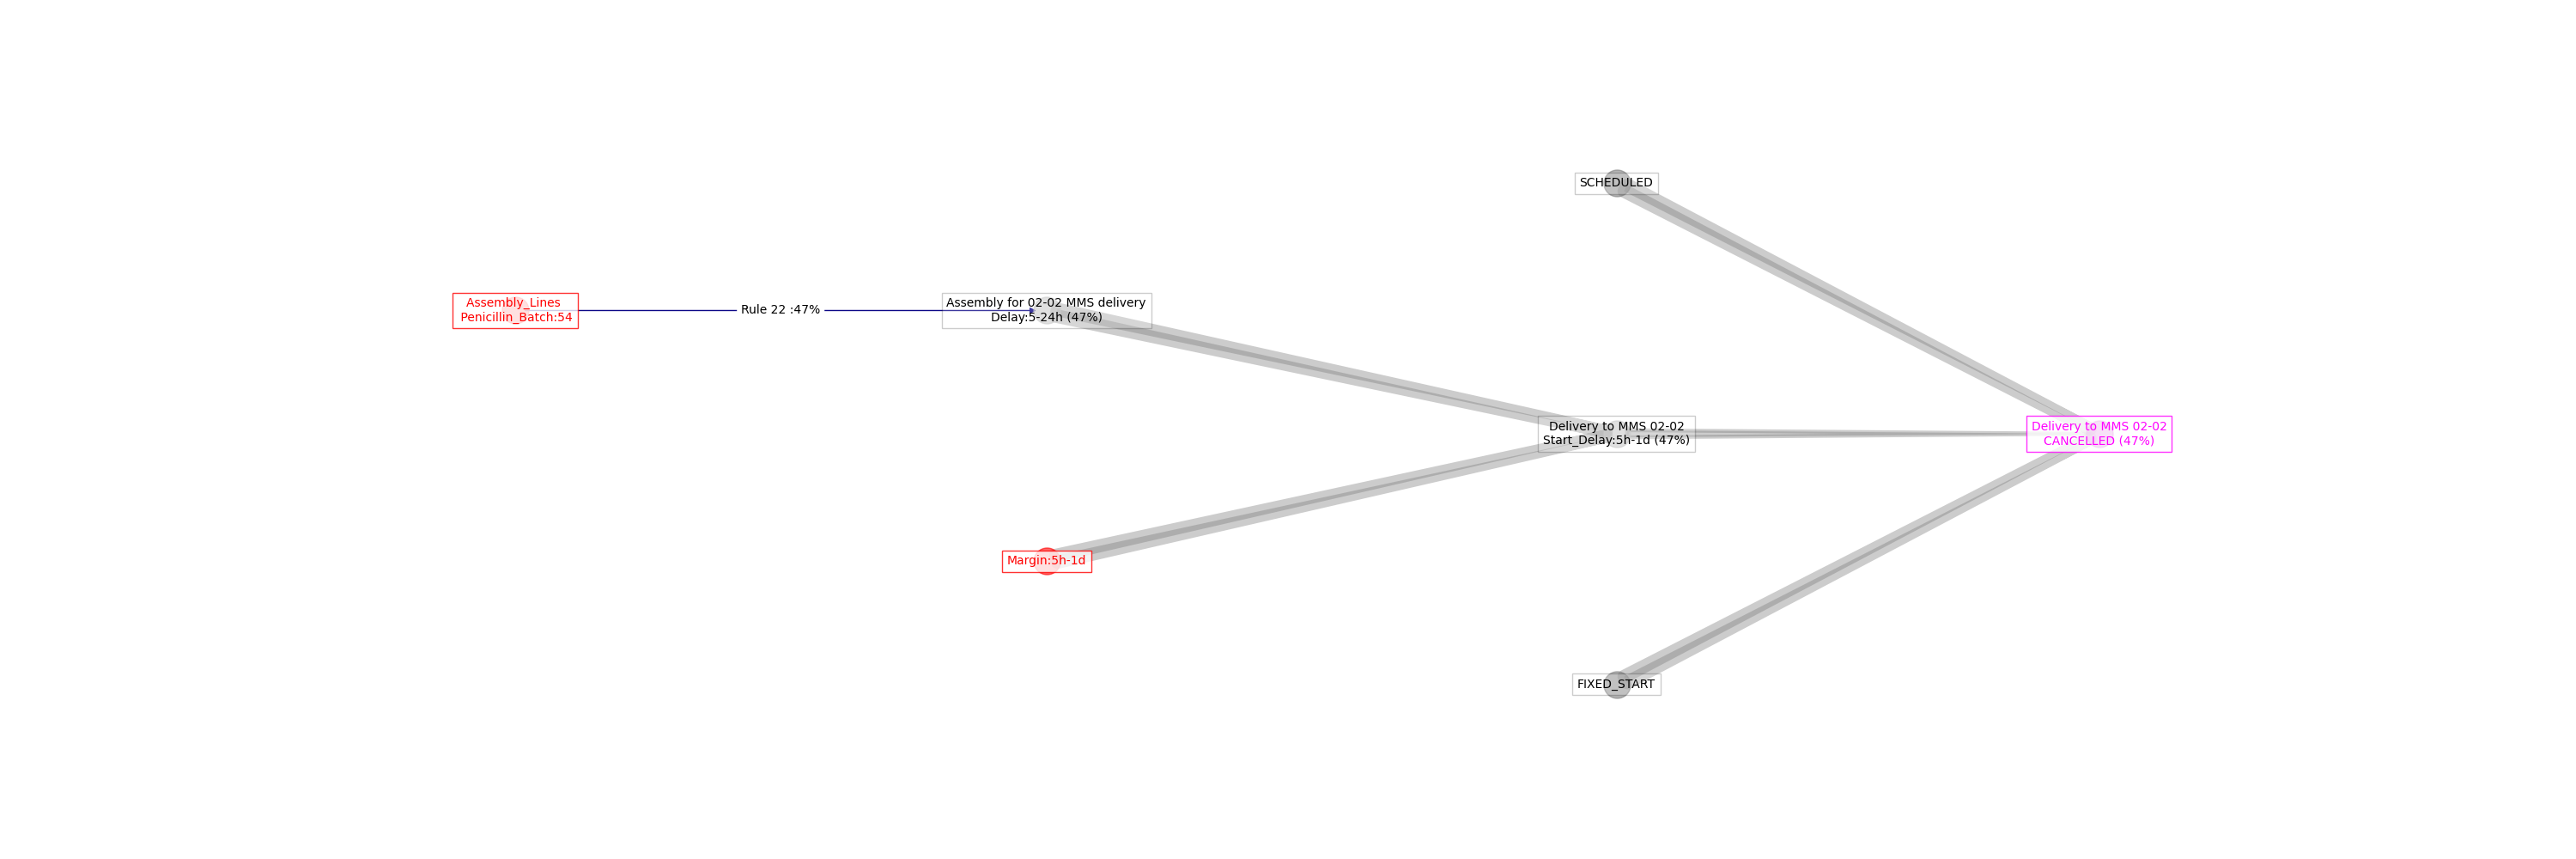 SCHEDULED
Assembly_Lines
Penicillin_Batch:54
Rule 22 :47%
Assembly for 02-02 MMS delivery
Delay:5-24h (47%)
Delivery to MMS 02-02
Start_Delay:5h-1d (47%)
Delivery to MMS 02-02
CANCELLED (47%)
Margin:5h-1d
FIXED_START